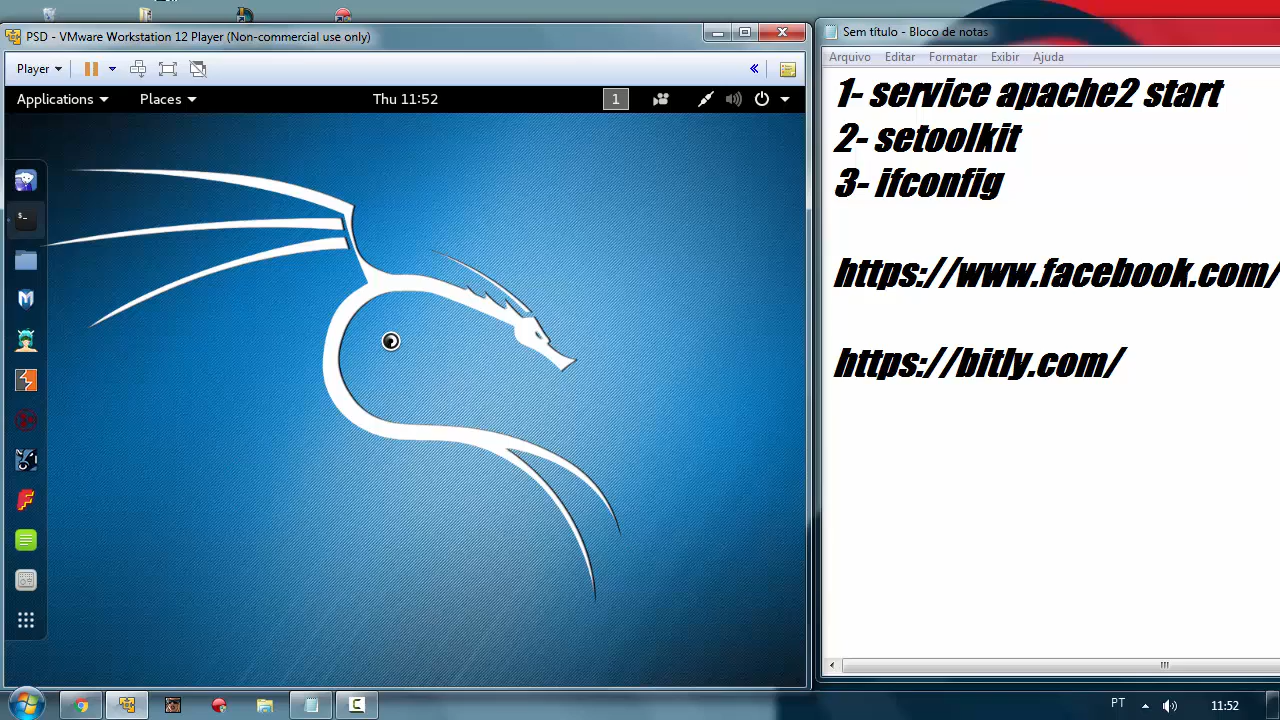 PSD - VMware Workstation 12 Player (Non-commercial use only)
Player
Applications
Places
Thu 11:52
1
Sem título - Bloco de notas
Arquivo Editar Formatar Exibir Ajuda
1- service apache2 start
2- setoolkit
3- ifconfig
https://www.facebook.com/
https://bitly.com/
PT
11:52